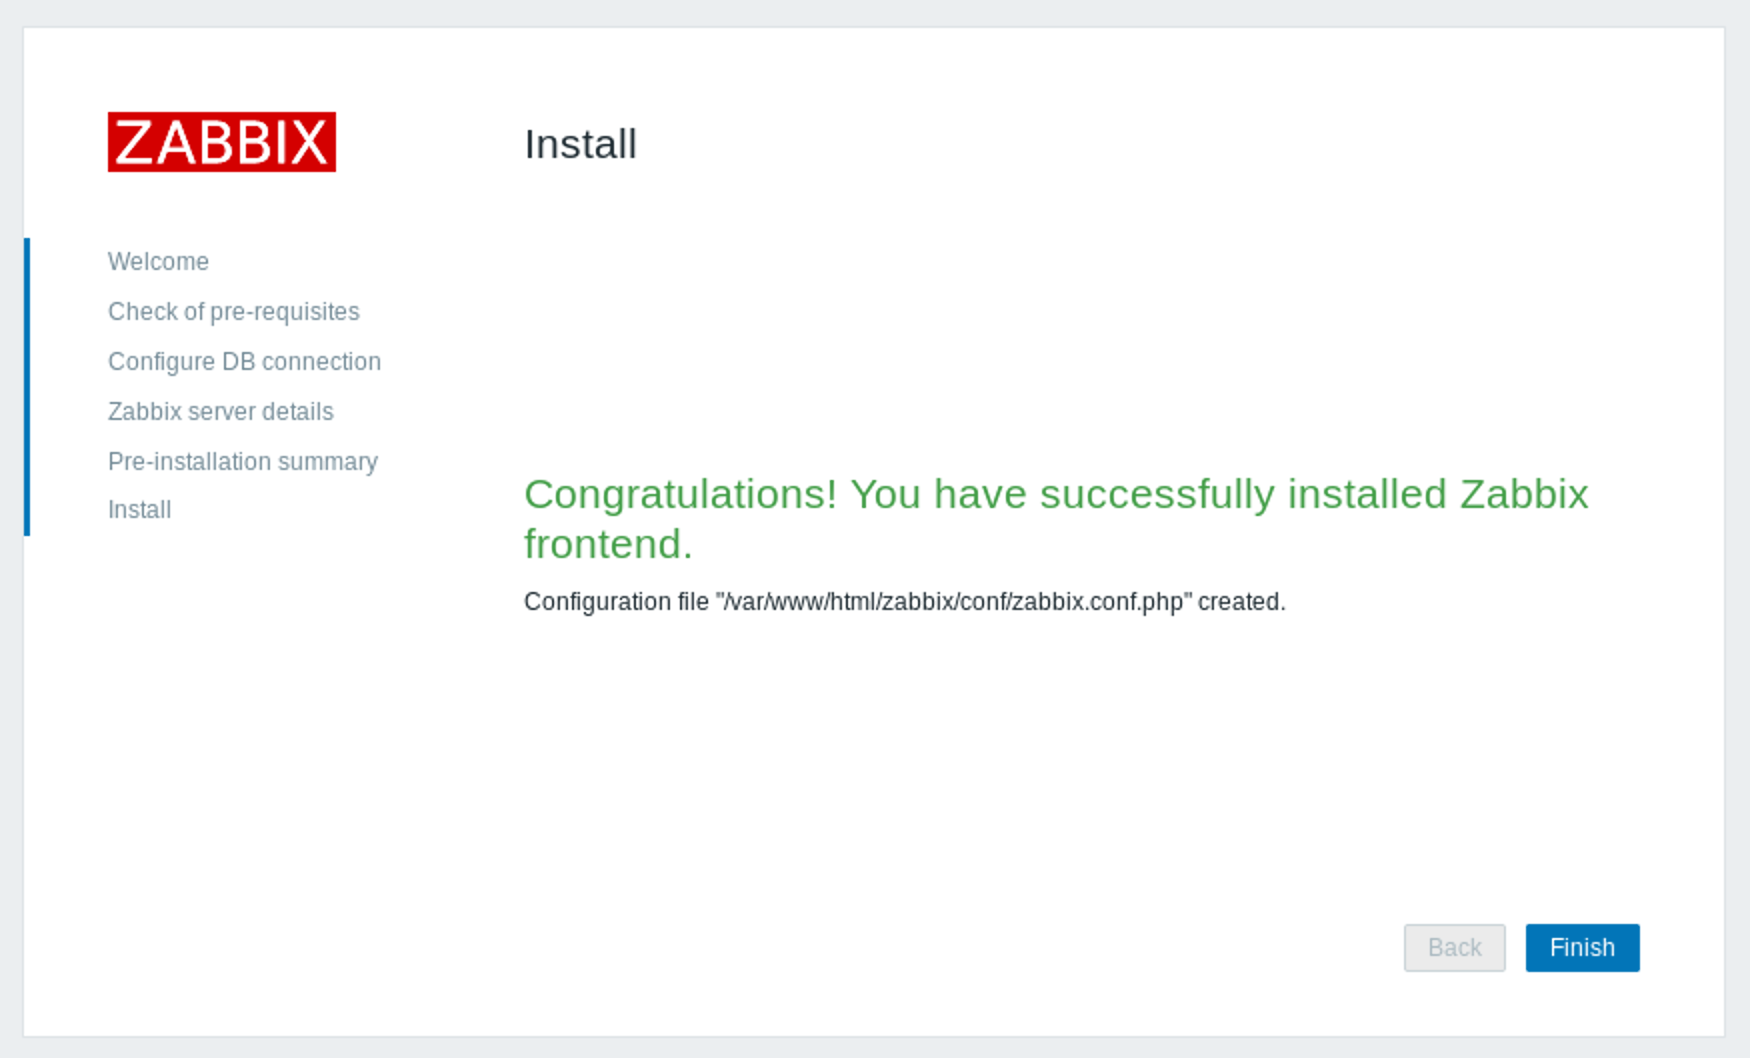 ZABBIX
Install
Welcome
Check of pre-requisites
Configure DB connection
Zabbix server details
Pre-installation summary
Install
Congratulations! You have successfully installed Zabbix
frontend.
Configuration file "/var/www/html/zabbix/conf/zabbix.conf.php" created.
Back
Finish